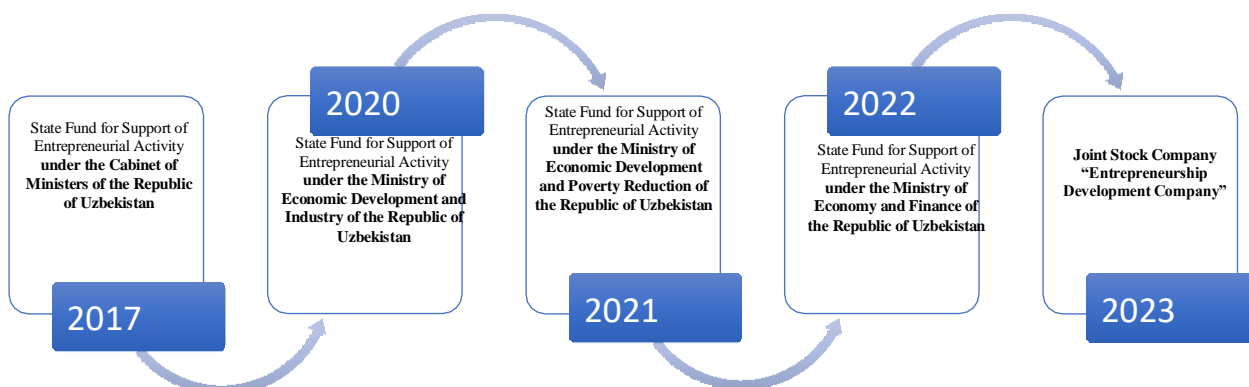 State Fund for Support of
Entrepreneurial Activity
under the Cabinet of
Ministers of the Republic
of Uzbekistan
2017
2020
State Fund for Support of
Entrepreneurial Activity
under the Ministry of
Economic Development and
Industry of the Republic of
Uzbekistan
State Fund for Support of
Entrepreneurial Activity
under the Ministry of
Economic Development
and Poverty Reduction of
the Republic of Uzbekistan
2021
2022
State Fund for Support of
Entrepreneurial Activity
under the Ministry of
Economy and Finance of
the Republic of Uzbekistan
Joint Stock Company
“Entrepreneurship
Development Company”
2023